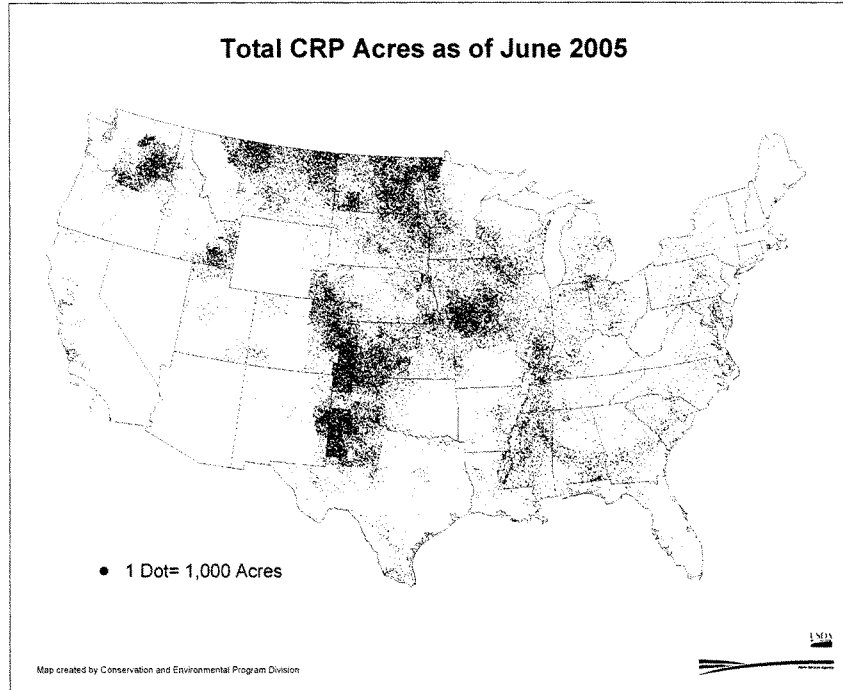 Total CRP Acres as of June 2005
1 Dot= 1,000 Acres
USDA
Map created by Conservation and Environmental Program Division